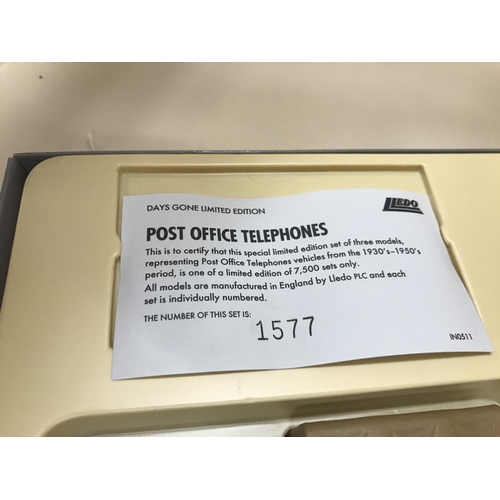 LLEDO
DAYS GONE LIMITED EDITION
POST OFFICE TELEPHONES
This is to certify that this special limited edition set of three models,
representing Post Office Telephones vehicles from the 1930's–1950's
period, is one of a limited edition of 7,500 sets only.
All models are manufactured in England by Lledo PLC and each
set is individually numbered.
THE NUMBER OF THIS SET IS:
1577
IN0511